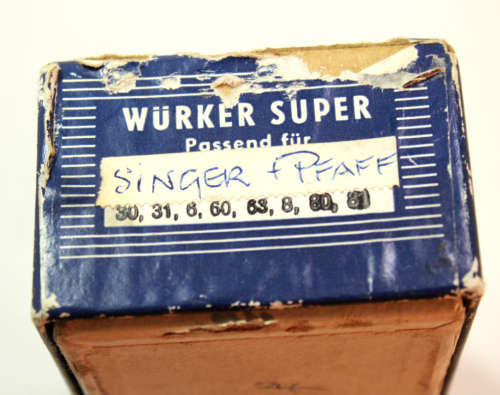 WÜRKER SUPER
Passend für
SINGER + PFAFF
30, 31, 6, 60, 63, 8, 80, 81